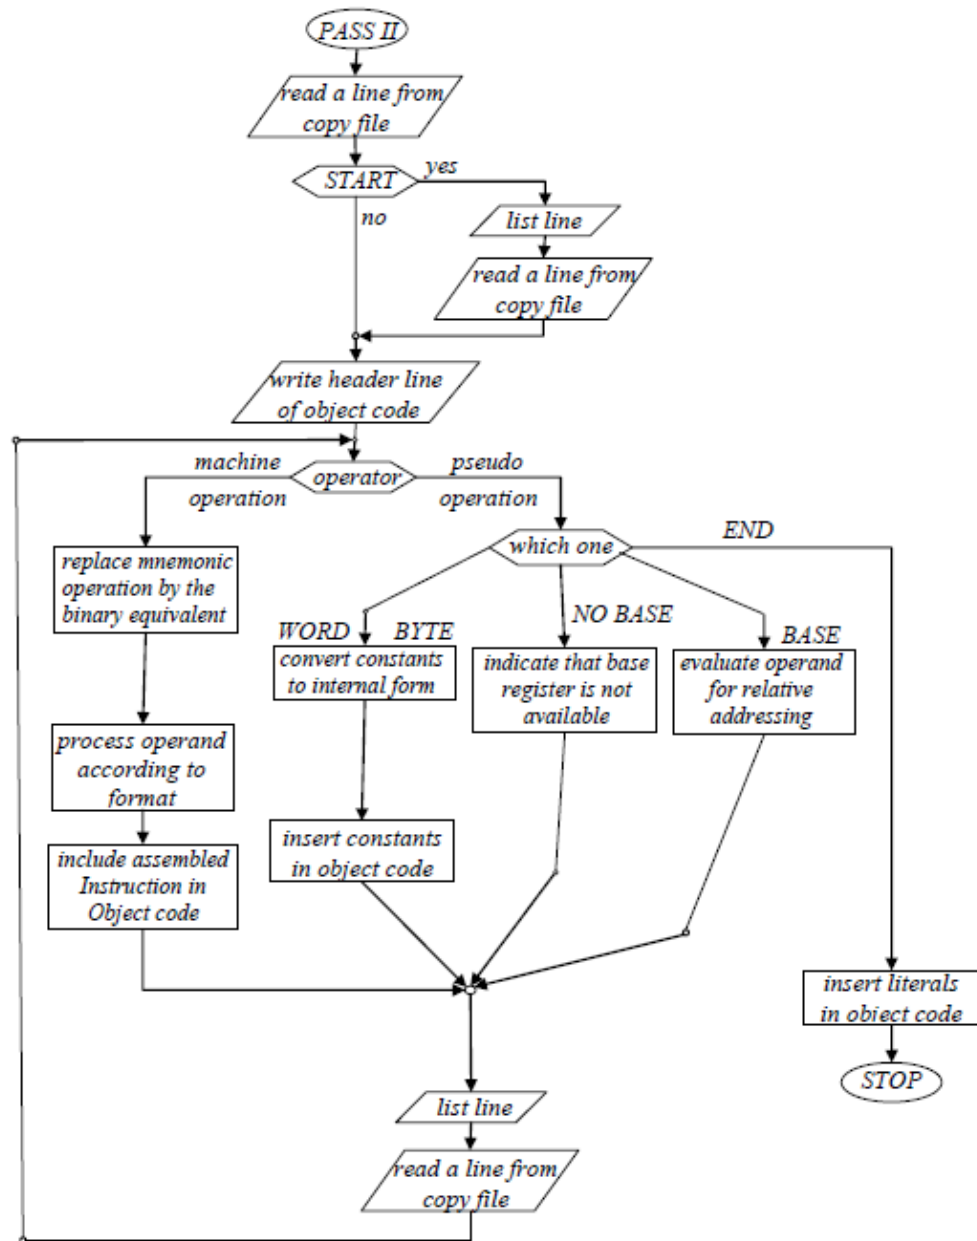 PASS II
read a line from
copy file
START
yes
no
list line
read a line from
copy file
write header line
of object code
machine
operation
operator
pseudo
operation
which one
END
replace mnemonic
operation by the
binary equivalent
WORD BYTE
convert constants
to internal form
NO BASE
indicate that base
register is not
available
BASE
evaluate operand
for relative
addressing
process operand
according to
format
insert constants
in object code
include assembled
Instruction in
Object code
insert literals
in object code
STOP
list line
read a line from
copy file